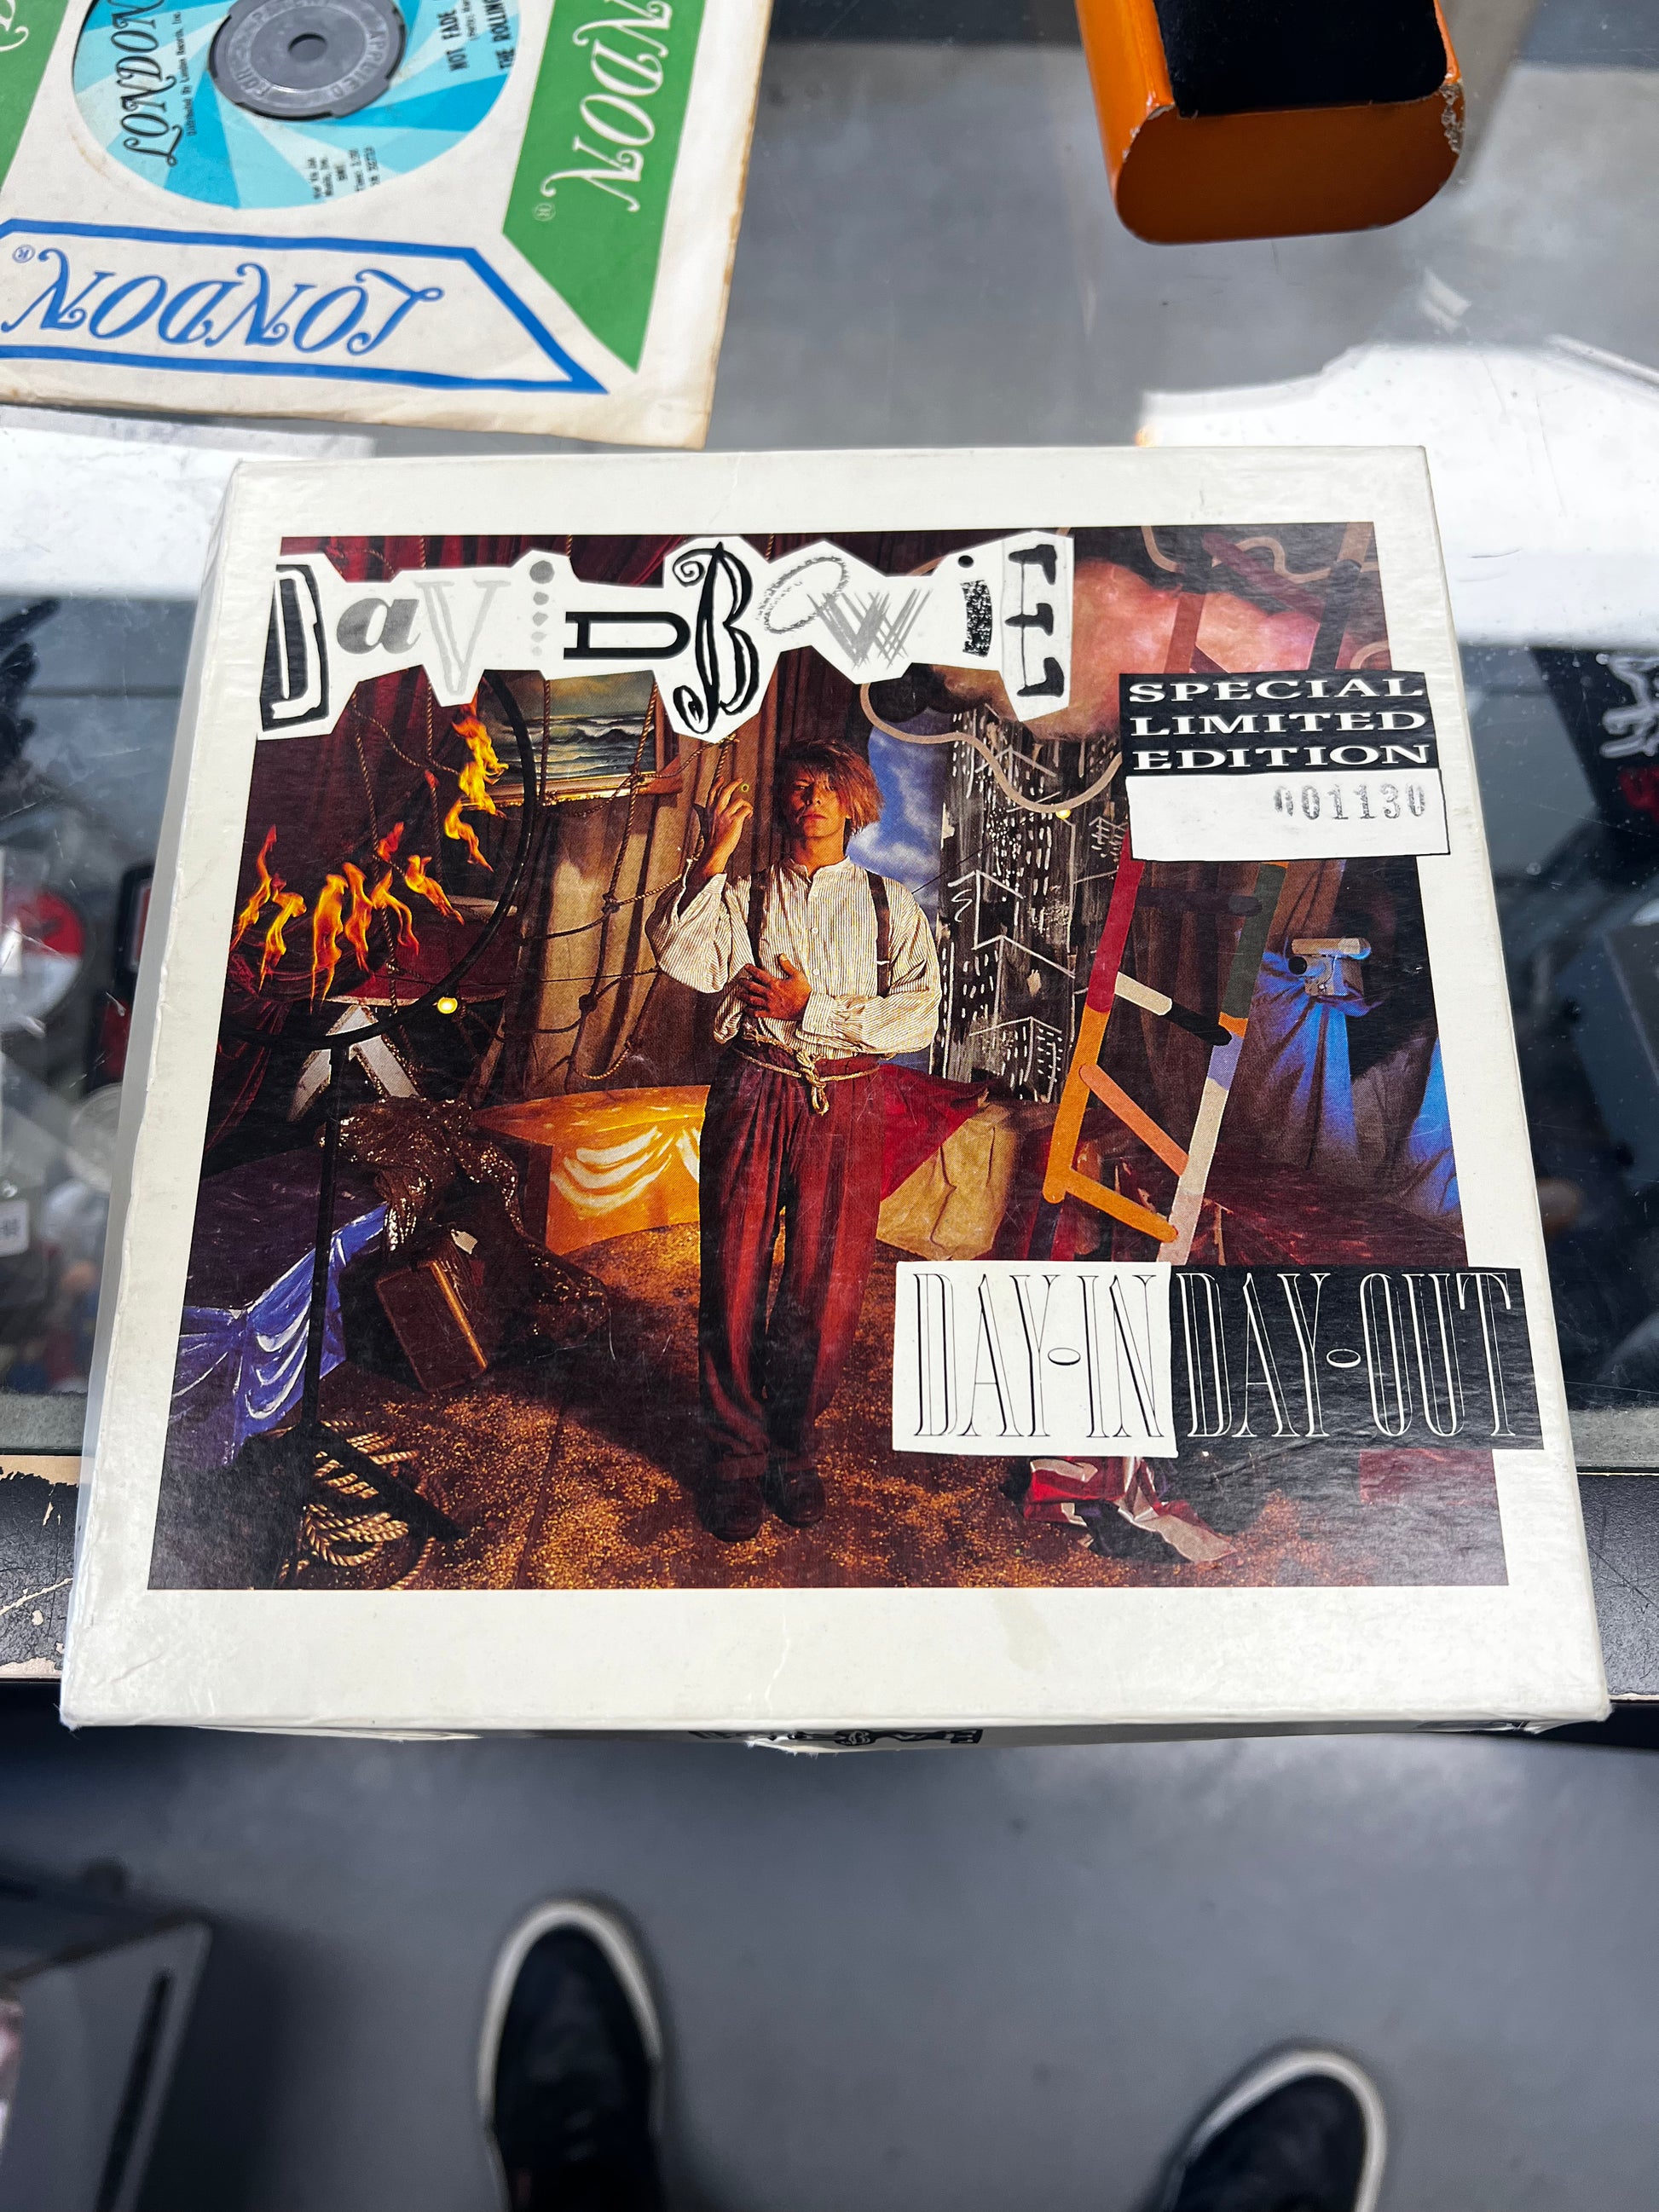 LONDON
NOT FADE
THE ROLLING
LONDON
®
LONDON
®
DAViD BOWiE
SPECIAL
LIMITED
EDITION
001130
DAY-IN DAY-OUT